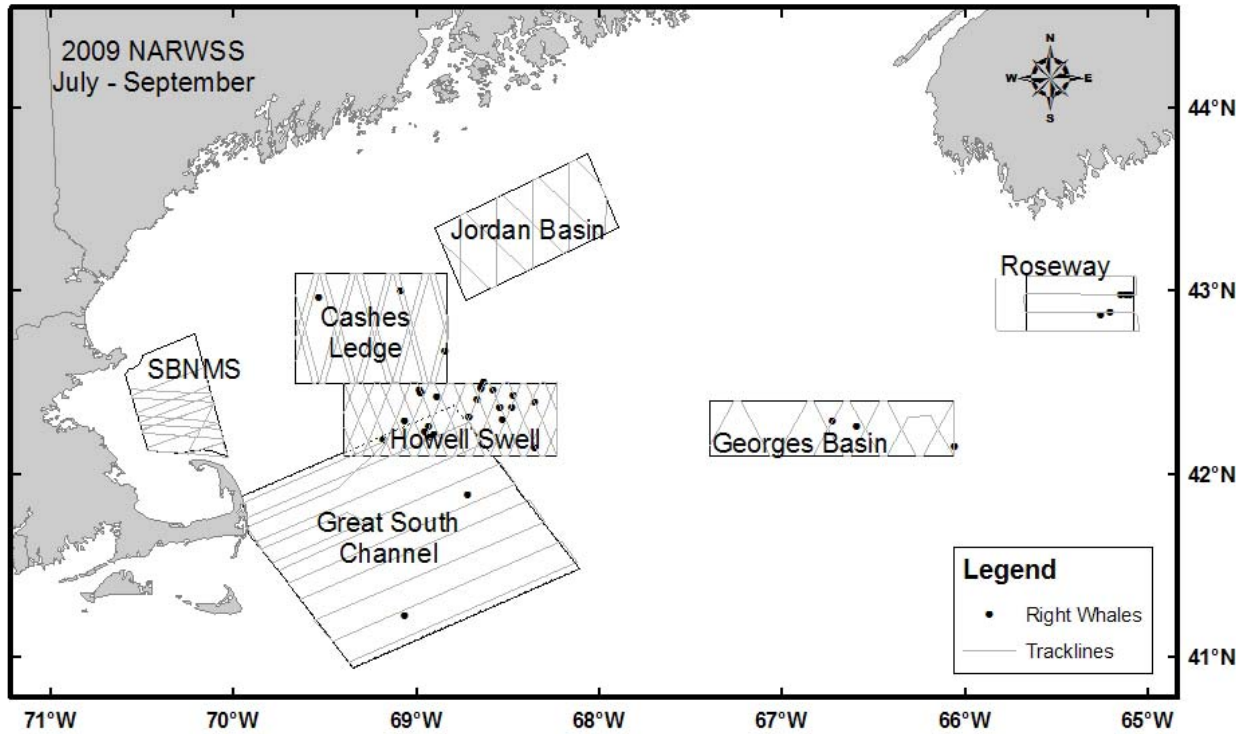 2009 NARWSS
July - September
N
W
E
S
44°N
Jordan Basin
Roseway
43°N
Cashes
Ledge
SBNMS
Howell Swell
Georges Basin
42°N
Great South
Channel
Legend
Right Whales
Tracklines
41°N
71°W
70°W
69°W
68°W
67°W
66°W
65°W